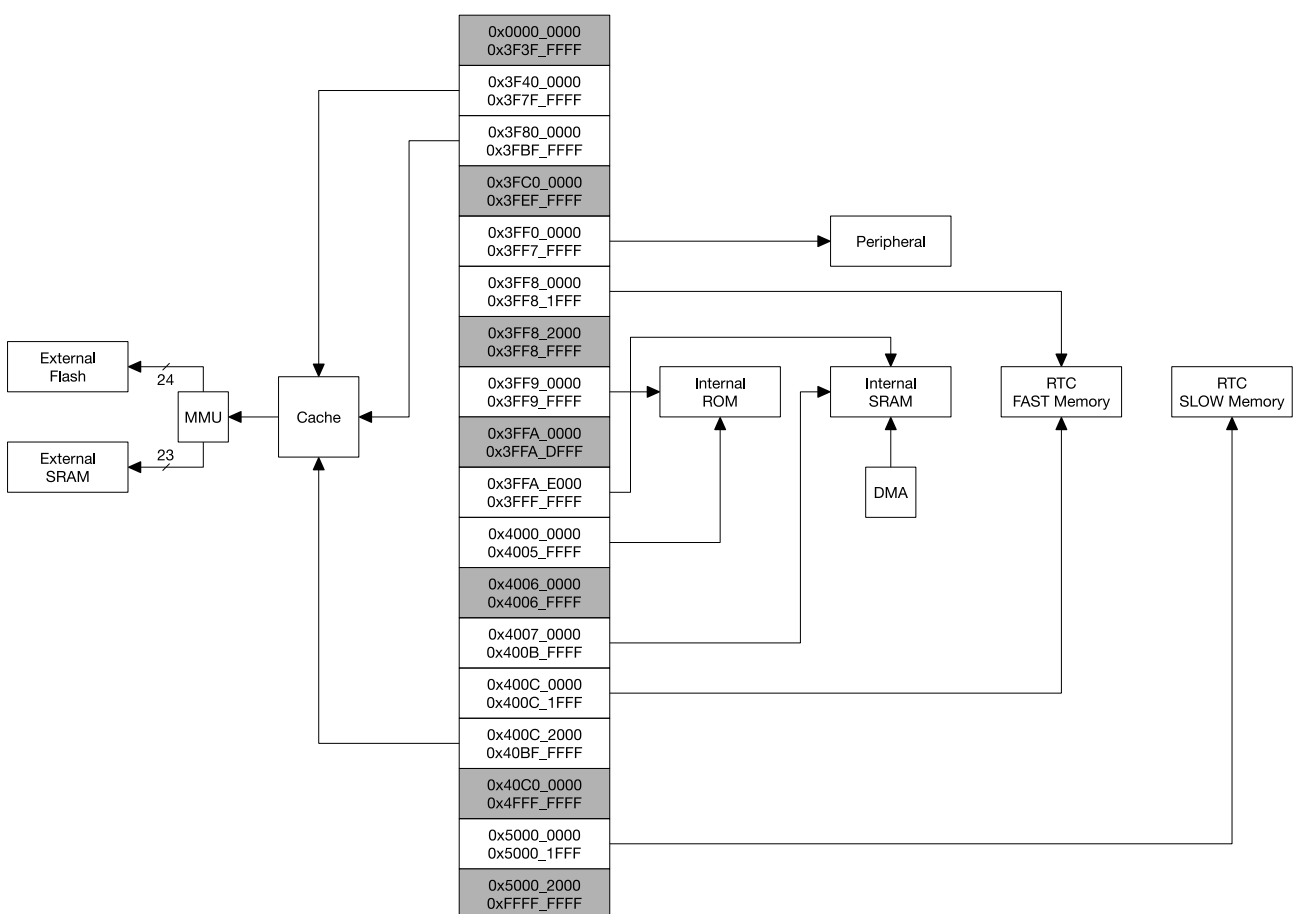 0x0000_0000
0x3F3F_FFFF
0x3F40_0000
0x3F7F_FFFF
0x3F80_0000
0x3FBF_FFFF
0x3FC0_0000
0x3FEF_FFFF
0x3FF0_0000
0x3FF7_FFFF
Peripheral
0x3FF8_0000
0x3FF8_1FFF
0x3FF8_2000
0x3FF8_FFFF
External
Flash
24
MMU
External
SRAM
23
Cache
0x3FF9_0000
0x3FF9_FFFF
Internal
ROM
Internal
SRAM
RTC
FAST Memory
RTC
SLOW Memory
0x3FFA_0000
0x3FFA_DFFF
0x3FFA_E000
0x3FFF_FFFF
DMA
0x4000_0000
0x4005_FFFF
0x4006_0000
0x4006_FFFF
0x4007_0000
0x400B_FFFF
0x400C_0000
0x400C_1FFF
0x400C_2000
0x40BF_FFFF
0x40C0_0000
0x4FFF_FFFF
0x5000_0000
0x5000_1FFF
0x5000_2000
0xFFFF_FFFF